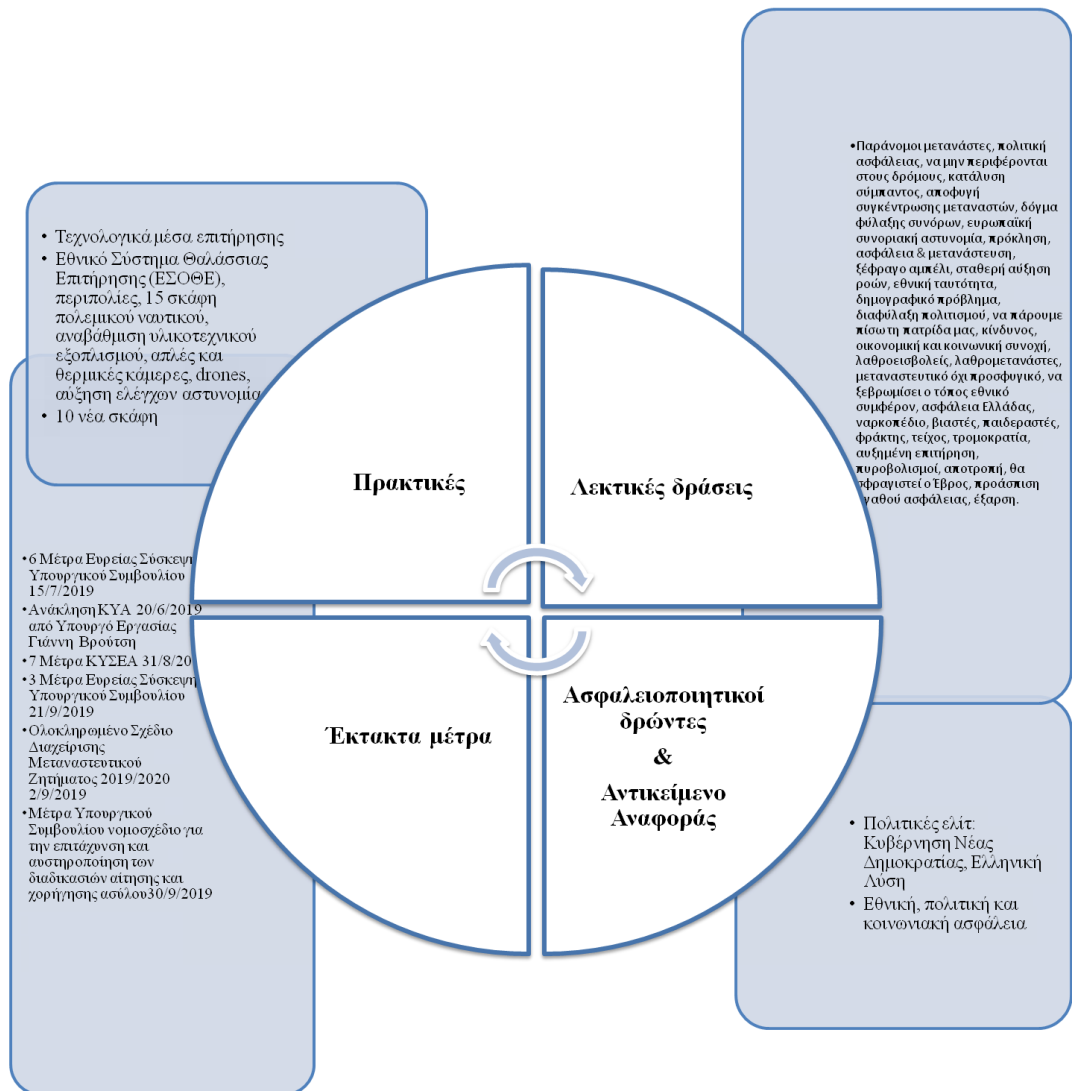 • Τεχνολογικά μέσα επιτήρησης
• Εθνικό Σύστημα Θαλάσσιας
Επιτήρησης (ΕΣΟΘΕ),
περιπολίες, 15 σκάφη
πολεμικού ναυτικού,
αναβάθμιση υλικοτεχνικού
εξοπλισμού, απλές και
θερμικές κάμερες, drones,
αύξηση ελέγχων αστυνομία
• 10 νέα σκάφη
•Παράνομοι μετανάστες, πολιτική
ασφάλειας, να μην περιφέρονται
στους δρόμους, κατάλυση
σύμπαντος, αποφυγή
συγκέντρωσης μεταναστών, δόγμα
φύλαξης συνόρων, ευρωπαϊκή
συνοριακή αστυνομία, πρόκληση,
ασφάλεια & μετανάστευση,
ξέφραγο αμπέλι, σταθερή αύξηση
ροών, εθνική ταυτότητα,
δημογραφικό πρόβλημα,
διαφύλαξη πολιτισμού, να πάρουμε
πίσω τη πατρίδα μας, κίνδυνος,
οικονομική και κοινωνική συνοχή,
λαθροεισβολείς, λαθρομετανάστες,
μεταναστευτικό όχι προσφυγικό, να
ξεβρωμίσει ο τόπος εθνικό
συμφέρον, ασφάλεια Ελλάδας,
ναρκοπέδιο, βιαστές, παιδεραστές,
φράκτης, τείχος, τρομοκρατία,
αυξημένη επιτήρηση,
πυροβολισμοί, αποτροπή, θα
σφραγιστεί ο Έβρος, προάσπιση
γαθού ασφάλειας, έξαρση.
Πρακτικές
Λεκτικές δράσεις
•6 Μέτρα Ευρείας Σύσκεψη
Υπουργικού Συμβουλίου
15/7/2019
•Ανάκληση ΚΥΑ 20/6/2019
από Υπουργό Εργασίας
Γιάννη Βρούτση
•7 Μέτρα ΚΥΣΕΑ 31/8/20
•3 Μέτρα Ευρείας Σύσκεψη
Υπουργικού Συμβουλίου
21/9/2019
•Ολοκληρωμένο Σχέδιο
Διαχείρισης
Μεταναστευτικού
Ζητήματος 2019/2020
2/9/2019
•Μέτρα Υπουργικού
Συμβουλίου νομοσχέδιο για
την επιτάχυνση και
αυστηροποίηση των
διαδικασιών αίτησης και
χορήγησης ασύλου30/9/2019
Έκτακτα μέτρα
Ασφαλειοποιητικοί
δρώντες
&
Αντικείμενο
Αναφοράς
• Πολιτικές ελίτ:
Κυβέρνηση Νέας
Δημοκρατίας, Ελληνική
Λύση
• Εθνική, πολιτική και
κοινωνιακή ασφάλεια